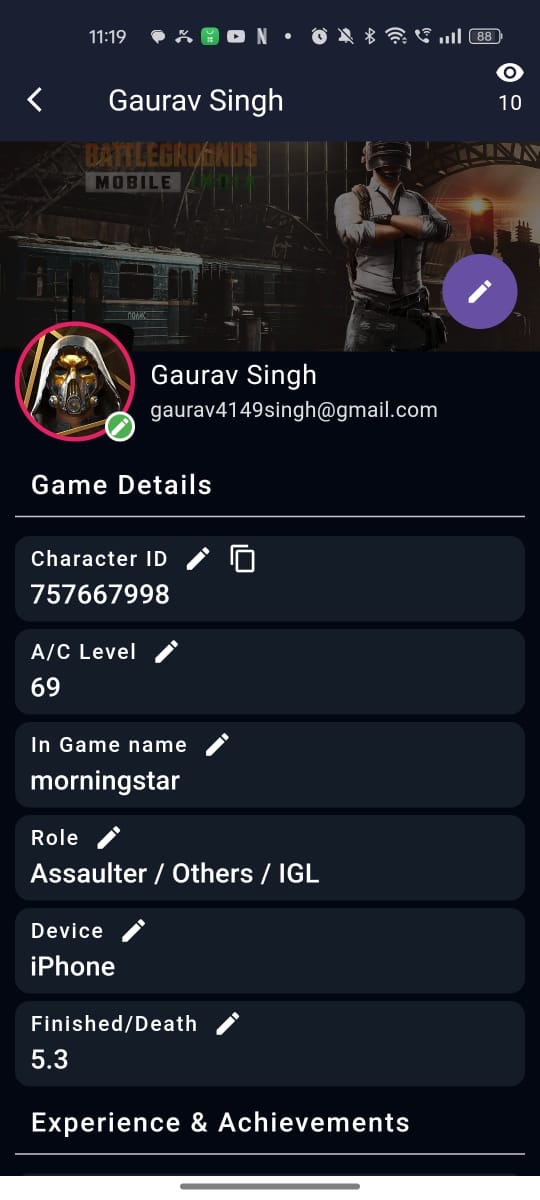 11:19
88
Gaurav Singh
10
BATTLEGROUNDS
MOBILE INDIA
Gaurav Singh
gaurav4149singh@gmail.com
Game Details
Character ID
757667998
A/C Level
69
In Game name
morningstar
Role
Assaulter / Others / IGL
Device
iPhone
Finished/Death
5.3
Experience & Achievements